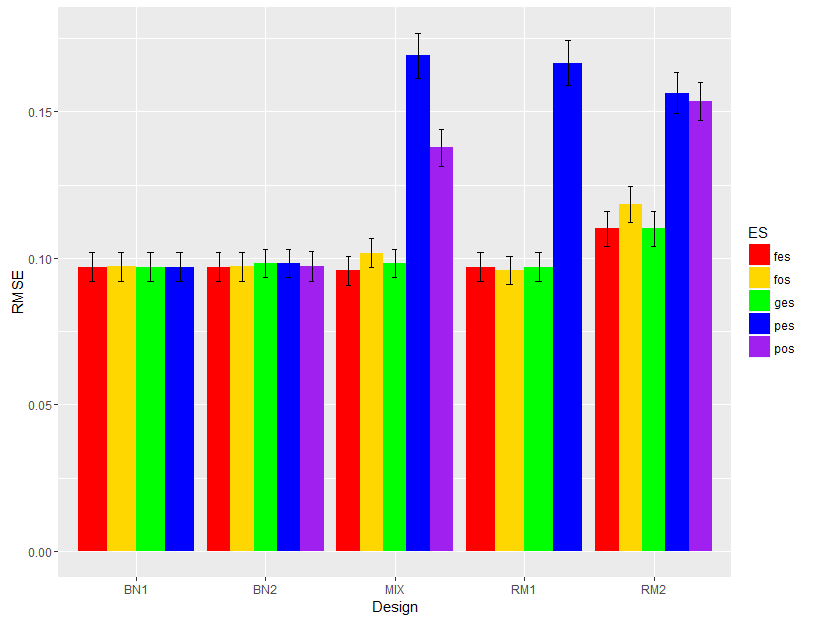 RMSE
0.15
0.10
0.05
0.00
BN1 BN2 MIX RM1 RM2
Design
ES
fes
fos
ges
pes
pos